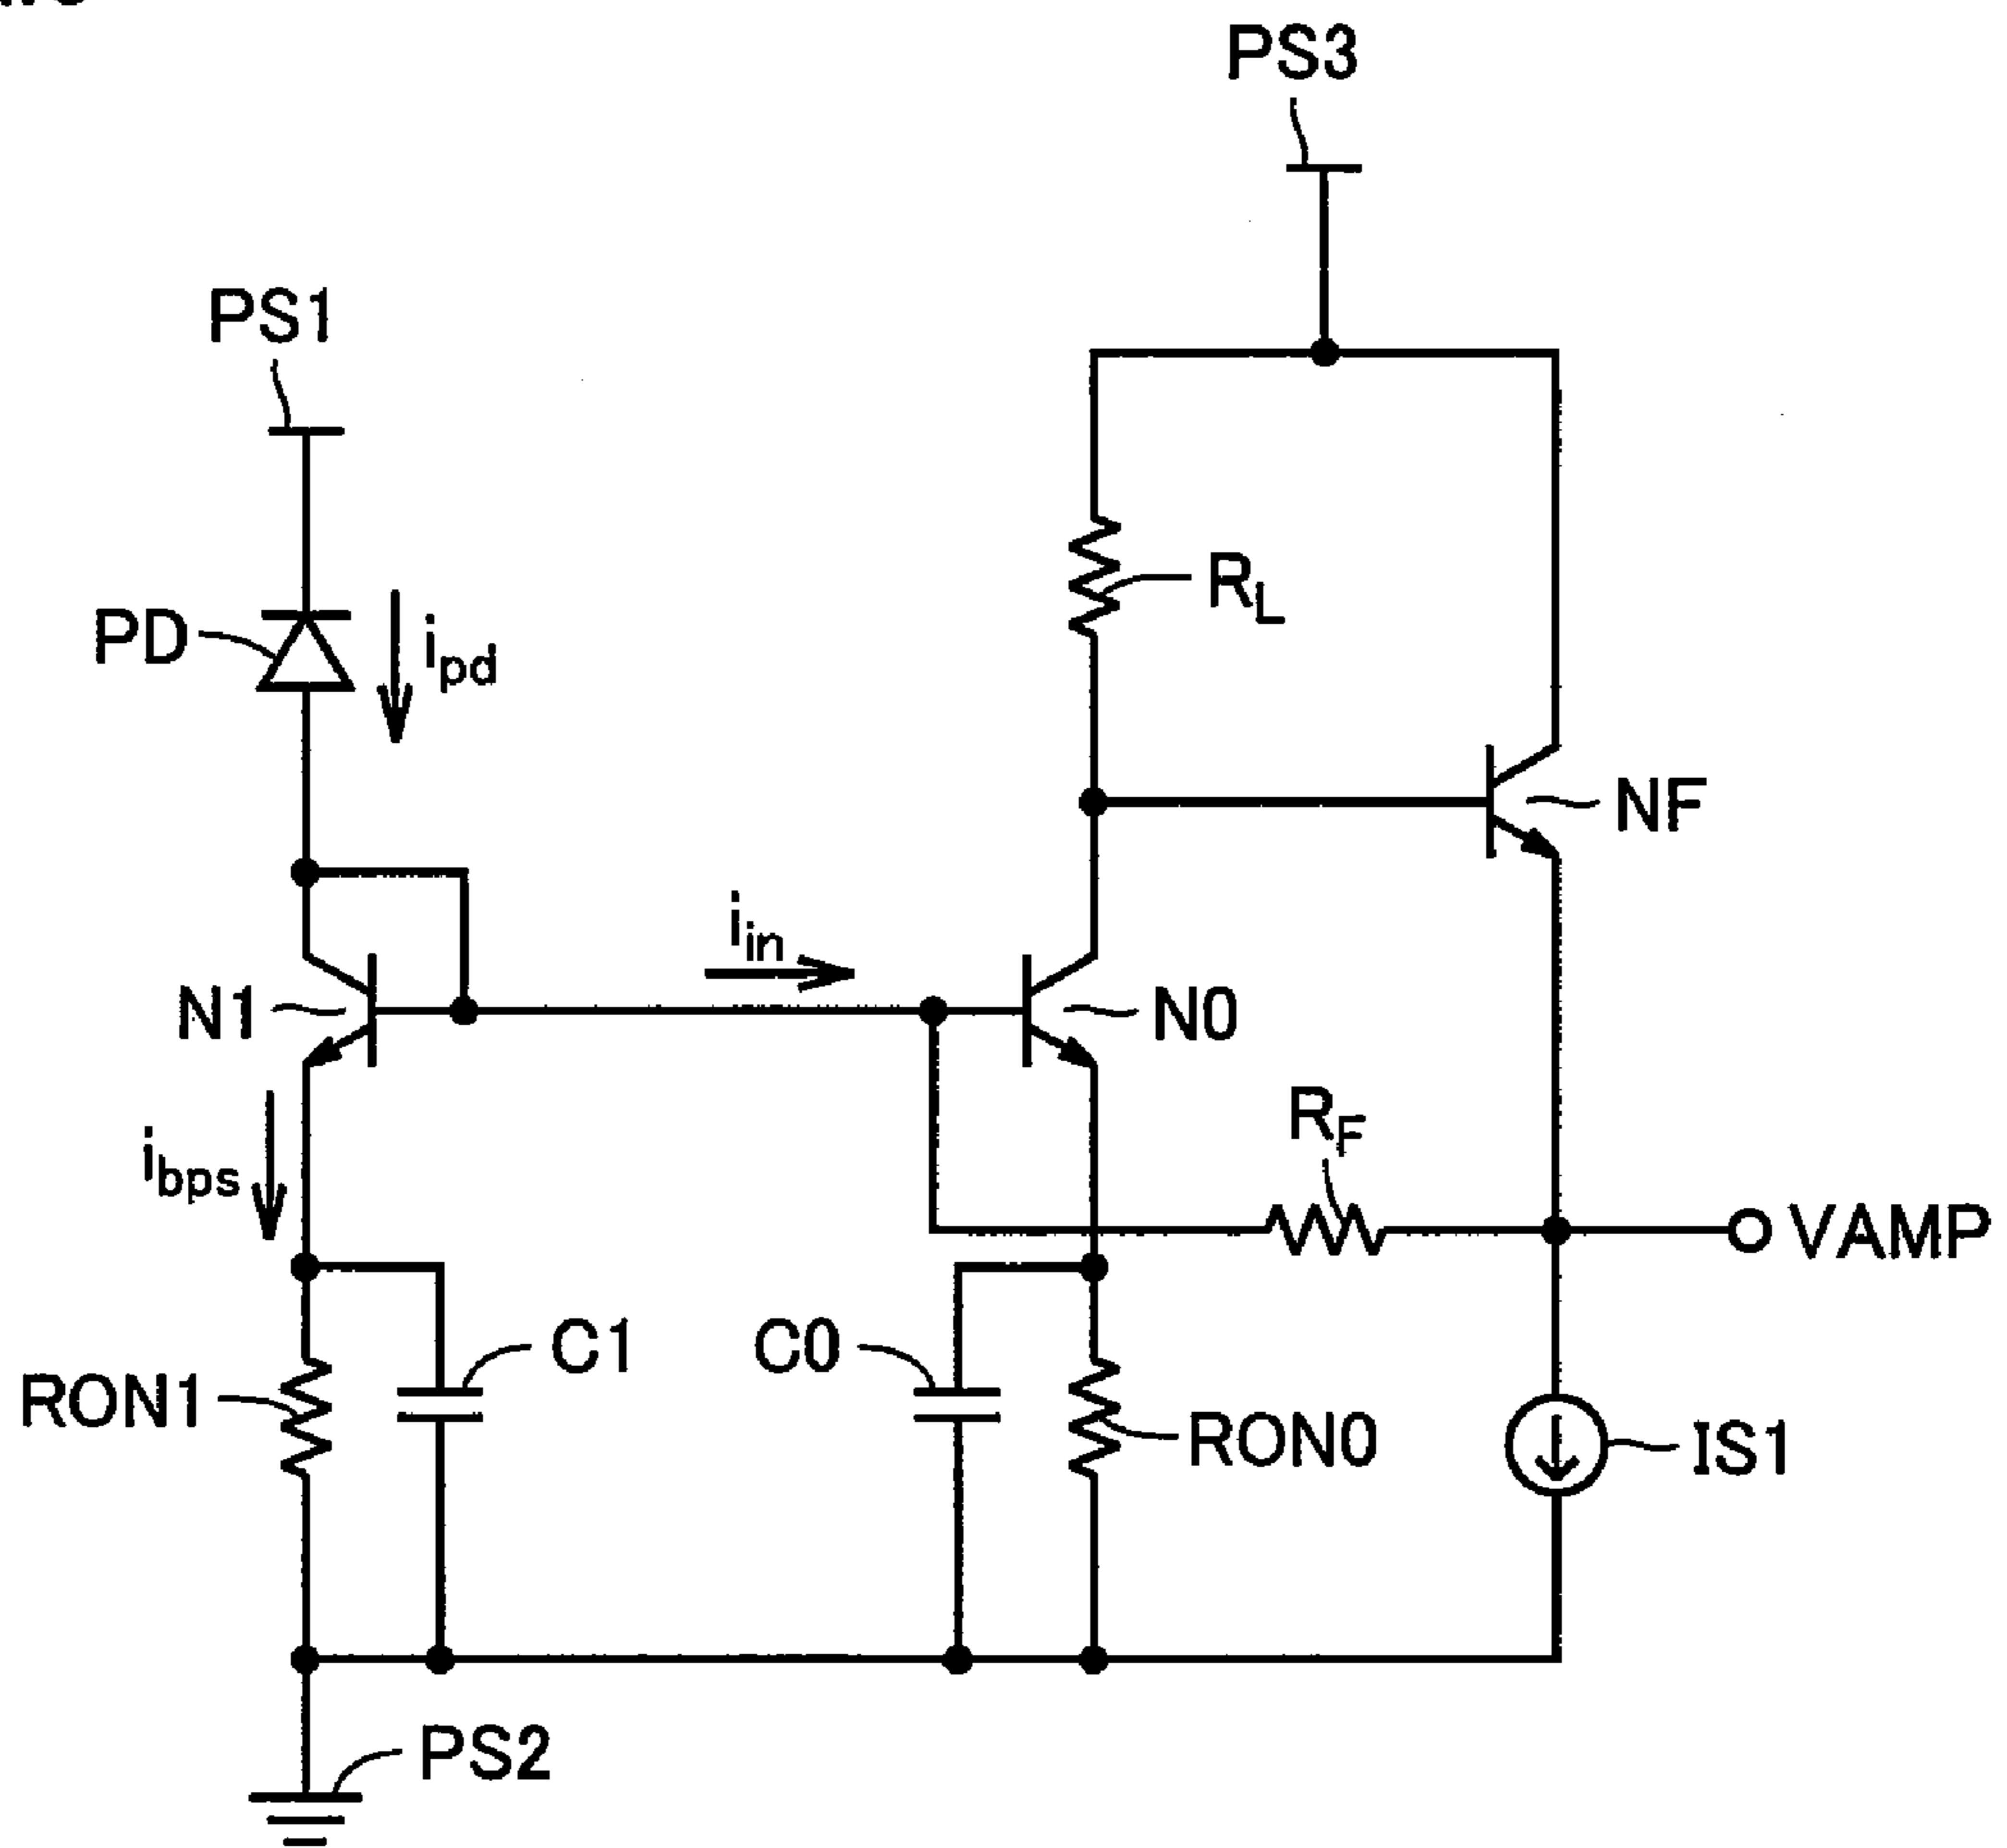 PS3
PS1
PD
ipd
RL
NF
iin
N1
N0
RF
ibps
VAMP
C1
C0
RON1
RON0
IS1
PS2